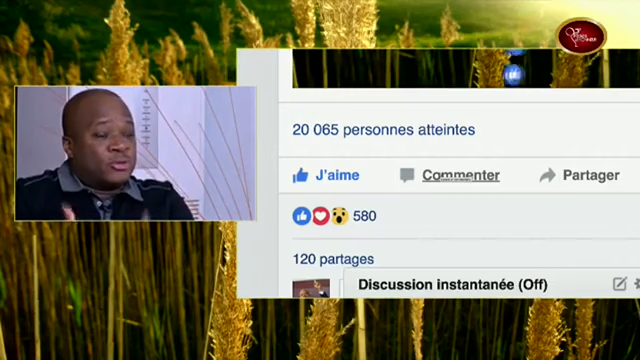 20 065 personnes atteintes
J'aime Commenter Partager
580
120 partages
Discussion instantanée (Off)